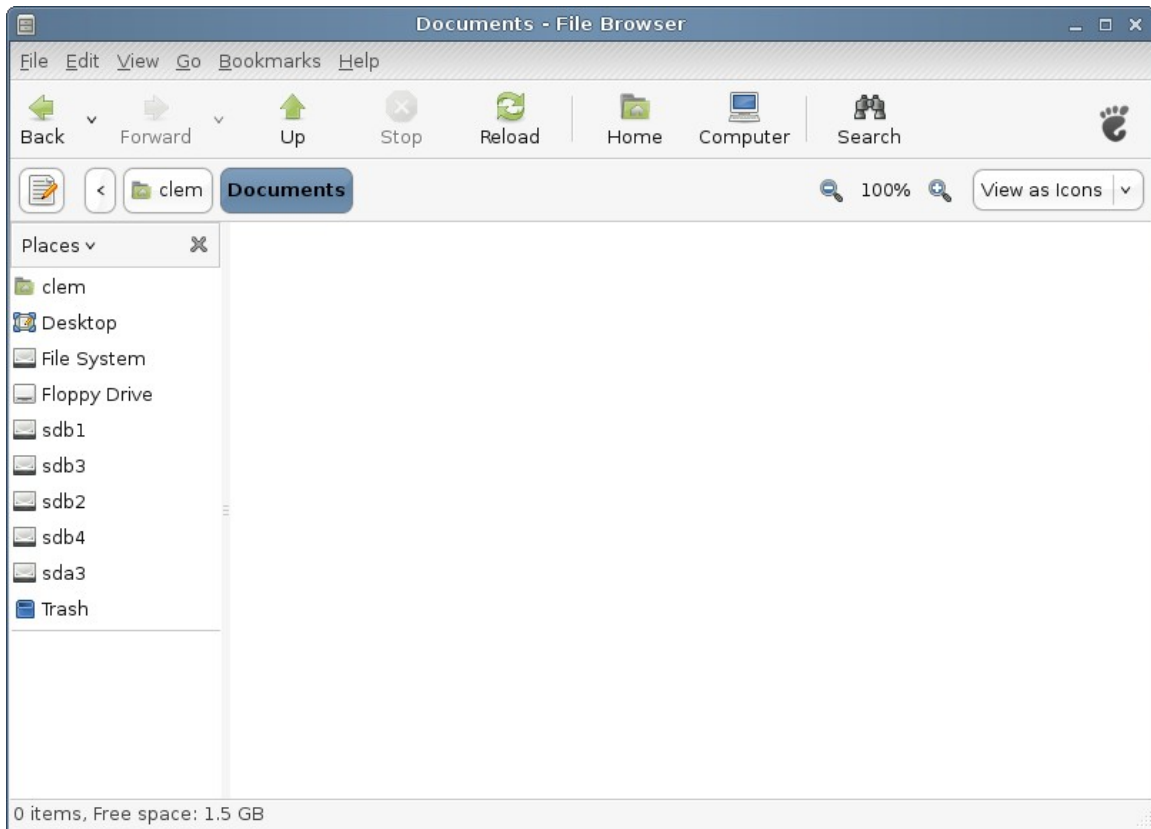 Documents - File Browser
File Edit View Go Bookmarks Help
Back Forward Up Stop Reload Home Computer Search
< clem Documents 100% View as Icons
Places
clem
Desktop
File System
Floppy Drive
sdb1
sdb3
sdb2
sdb4
sda3
Trash
0 items, Free space: 1.5 GB